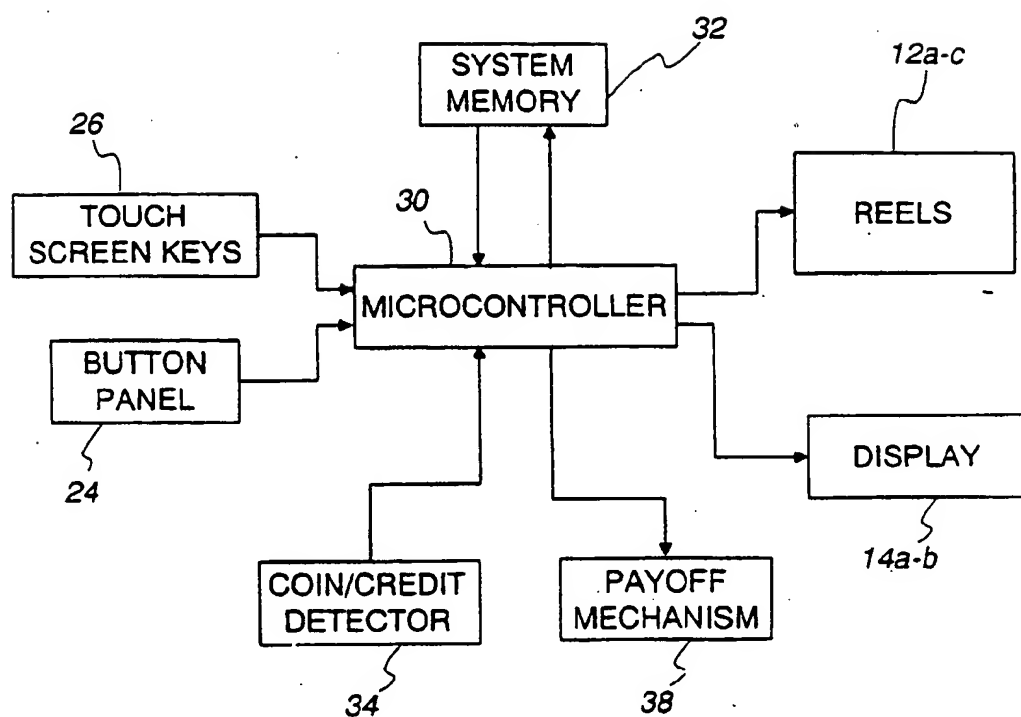 32
SYSTEM
MEMORY
12a-c
REELS
26
TOUCH
SCREEN KEYS
30
MICROCONTROLLER
BUTTON
PANEL
24
DISPLAY
14a-b
COIN/CREDIT
DETECTOR
34
PAYOFF
MECHANISM
38